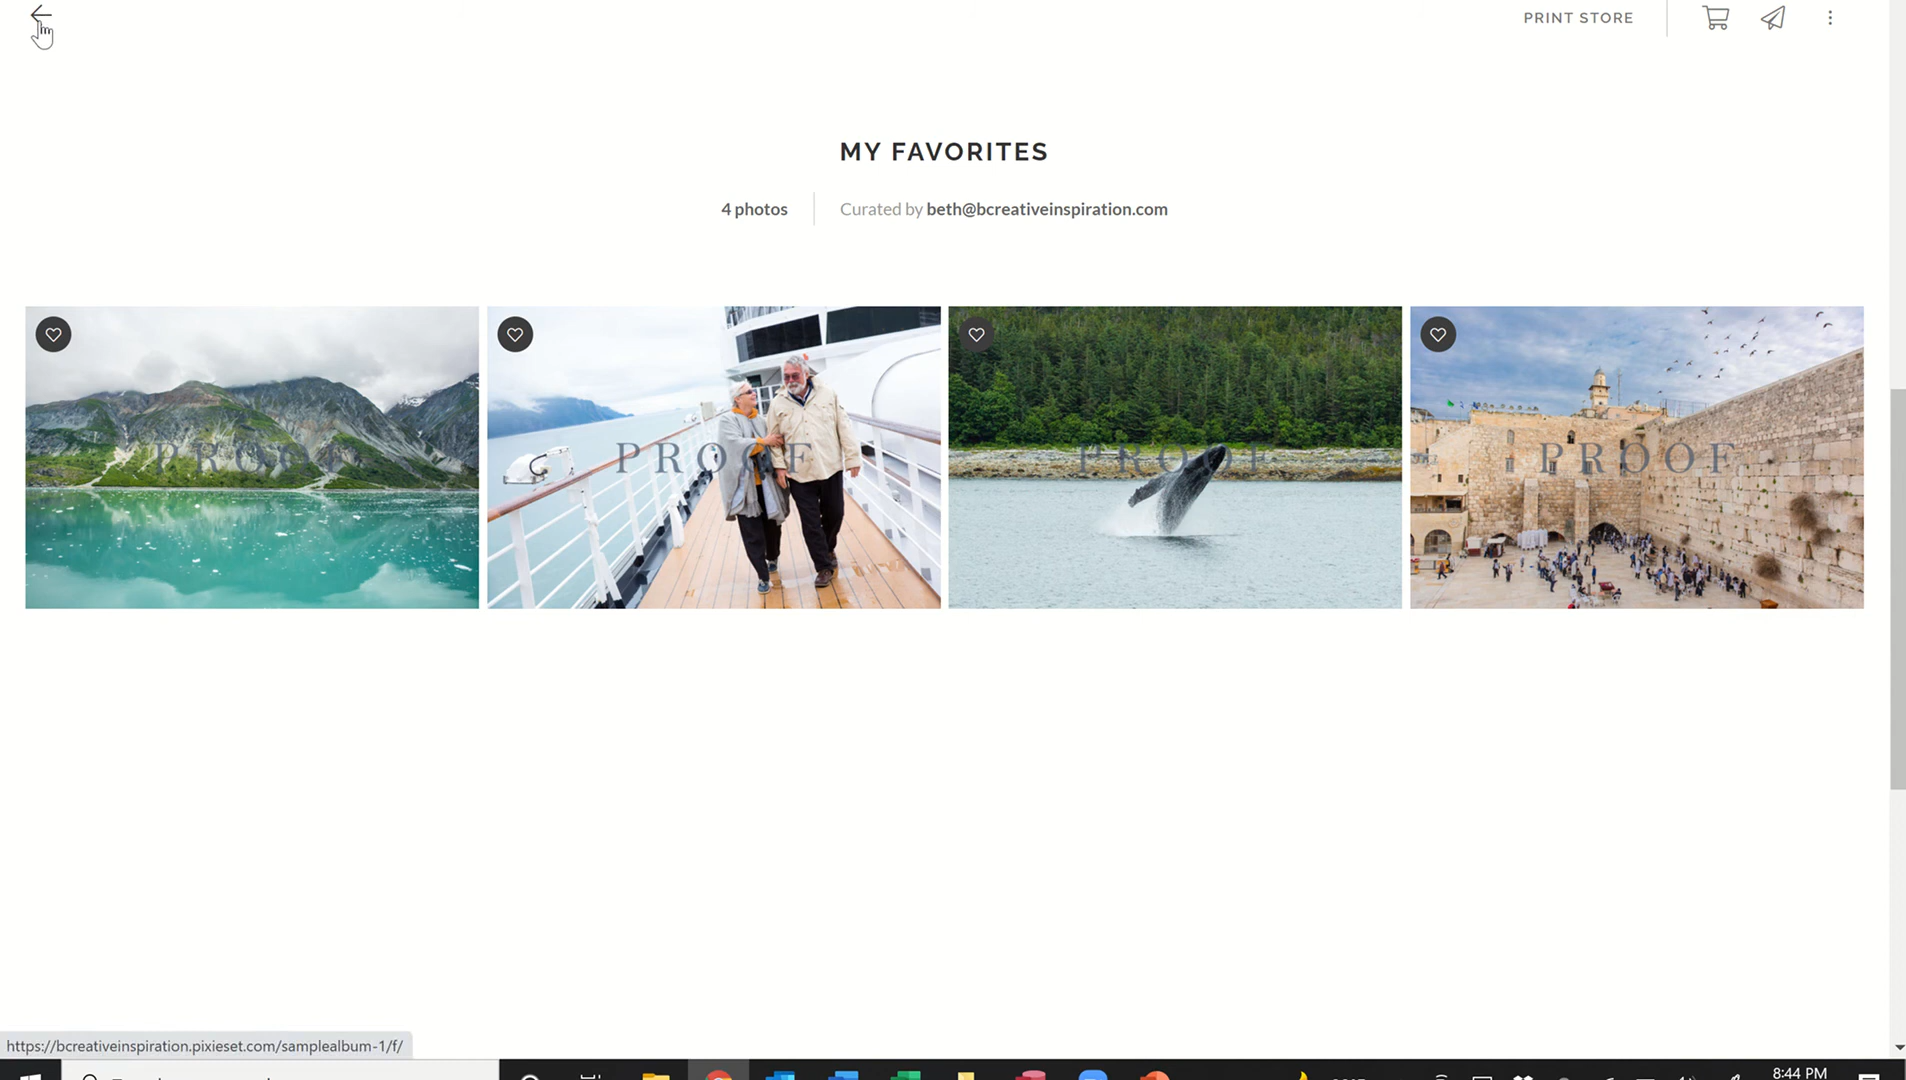 PRINT STORE
MY FAVORITES
4 photos
Curated by beth@bcreativeinspiration.com
PROOF
PROOF
PROOF
PROOF
https://bcreativeinspiration.pixieset.com/samplealbum-1/f/
8:44 PM